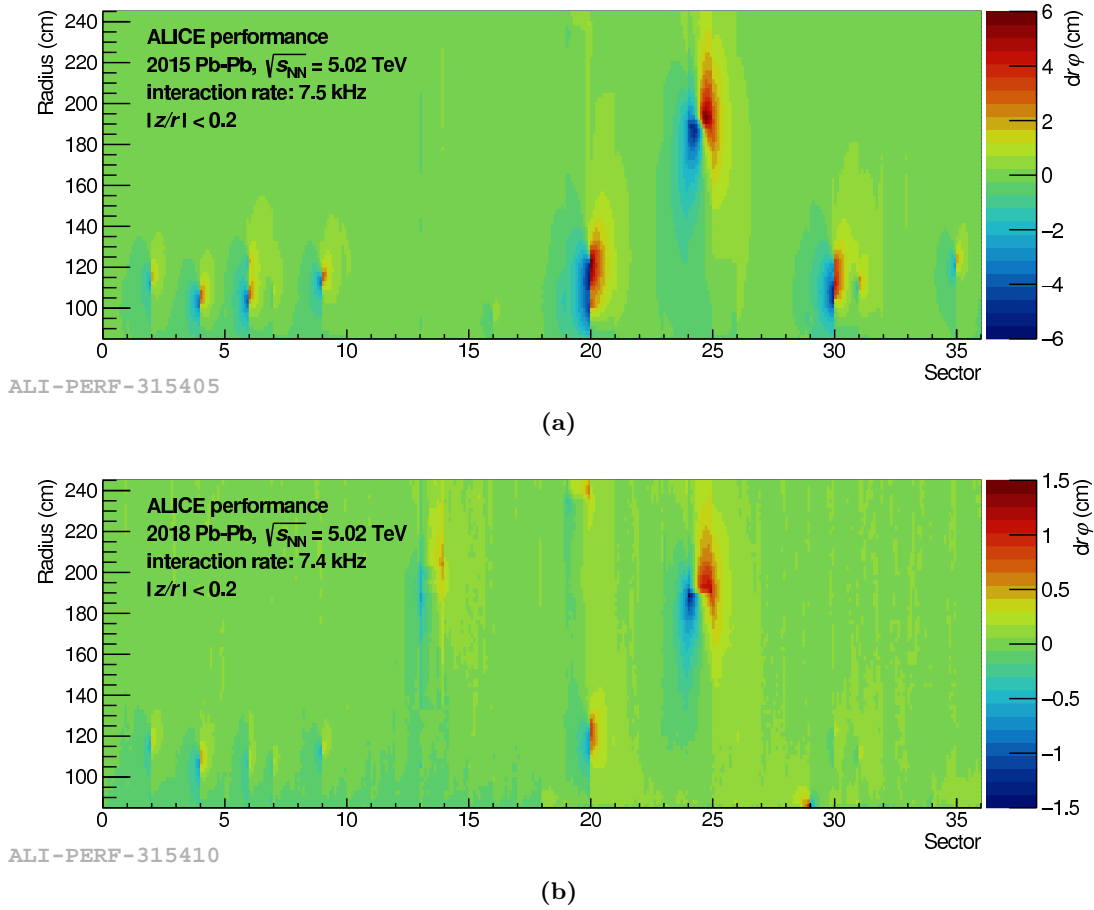 ALICE performance
2015 Pb-Pb, √sNN = 5.02 TeV
interaction rate: 7.5 kHz
|z/r| < 0.2
Radius (cm)
240
220
200
180
160
140
120
100
0 5 10 15 20 25 30 35
Sector
6
4
2
0
−2
−4
−6
drφ (cm)
ALI-PERF-315405
(a)
ALICE performance
2018 Pb-Pb, √sNN = 5.02 TeV
interaction rate: 7.4 kHz
|z/r| < 0.2
Radius (cm)
240
220
200
180
160
140
120
100
0 5 10 15 20 25 30 35
Sector
1.5
1
0.5
0
−0.5
−1
−1.5
drφ (cm)
ALI-PERF-315410
(b)